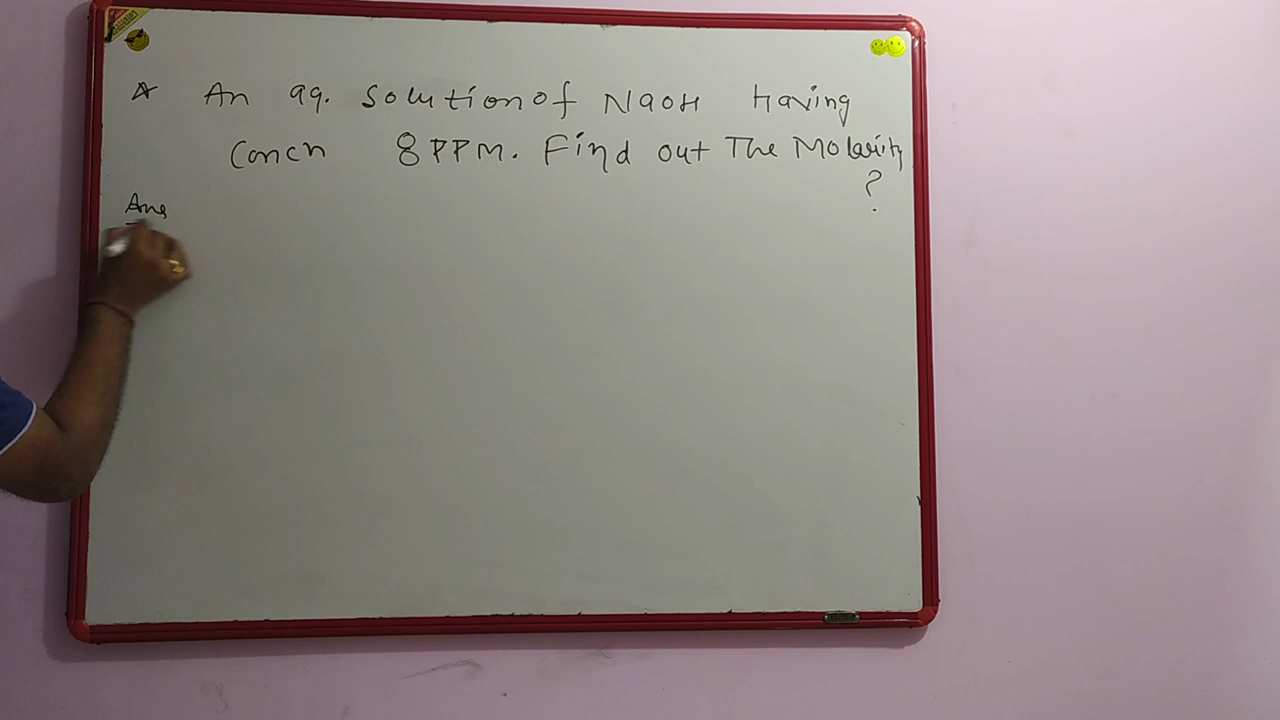 ☆ An aq. solution of NaOH Having
Concn 8 PPM. Find out The Molarity
?
Ans